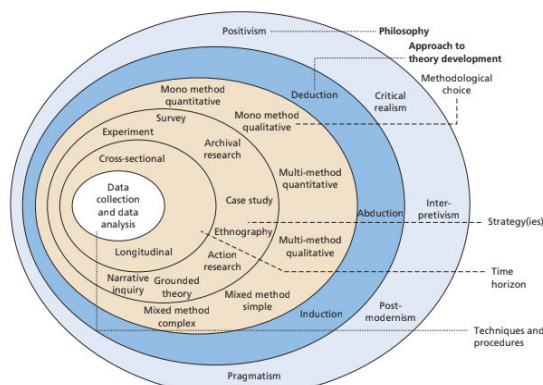 Positivism
Philosophy
Approach to
theory development
Deduction
Methodological
choice
Critical
realism
Mono method
quantitative
Mono method
qualitative
Survey
Experiment
Archival
research
Cross-sectional
Multi-method
quantitative
Data
collection
and data
analysis
Case study
Abduction
Inter-
pretivism
Strategy(ies)
Ethnography
Multi-method
qualitative
Longitudinal
Action
research
Time
horizon
Narrative
inquiry
Grounded
theory
Mixed method
simple
Mixed method
complex
Induction
Post-
modernism
Techniques and
procedures
Pragmatism